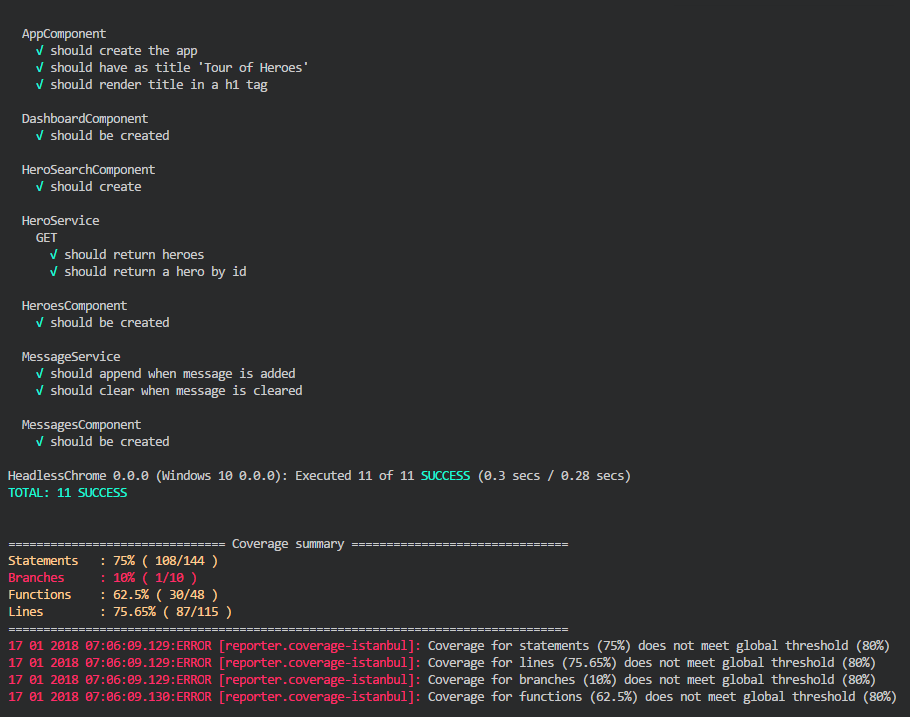 AppComponent
√ should create the app
√ should have as title 'Tour of Heroes'
√ should render title in a h1 tag
DashboardComponent
√ should be created
HeroSearchComponent
√ should create
HeroService
GET
√ should return heroes
√ should return a hero by id
HeroesComponent
√ should be created
MessageService
√ should append when message is added
√ should clear when message is cleared
MessagesComponent
√ should be created
HeadlessChrome 0.0.0 (Windows 10 0.0.0): Executed 11 of 11 SUCCESS (0.3 secs / 0.28 secs)
TOTAL: 11 SUCCESS
=============================== Coverage summary ===============================
Statements   : 75% ( 108/144 )
Branches     : 10% ( 1/10 )
Functions    : 62.5% ( 30/48 )
Lines        : 75.65% ( 87/115 )
================================================================================
17 01 2018 07:06:09.129:ERROR [reporter.coverage-istanbul]: Coverage for statements (75%) does not meet global threshold (80%)
17 01 2018 07:06:09.129:ERROR [reporter.coverage-istanbul]: Coverage for lines (75.65%) does not meet global threshold (80%)
17 01 2018 07:06:09.129:ERROR [reporter.coverage-istanbul]: Coverage for branches (10%) does not meet global threshold (80%)
17 01 2018 07:06:09.130:ERROR [reporter.coverage-istanbul]: Coverage for functions (62.5%) does not meet global threshold (80%)